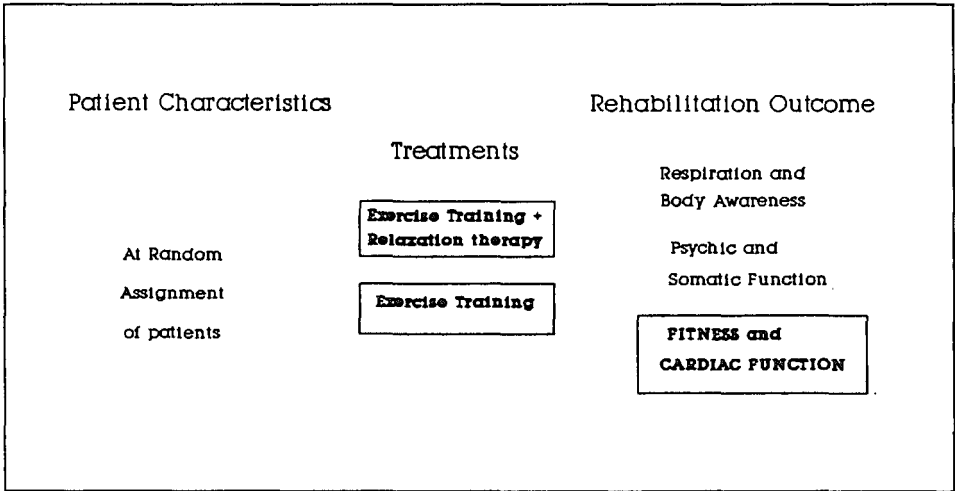 Patient Characteristics
Rehabilitation Outcome
Treatments
Respiration and
Body Awareness
Exercise Training +
Relaxation therapy
At Random
Assignment
of patients
Psychic and
Somatic Function
Exercise Training
FITNESS and
CARDIAC FUNCTION